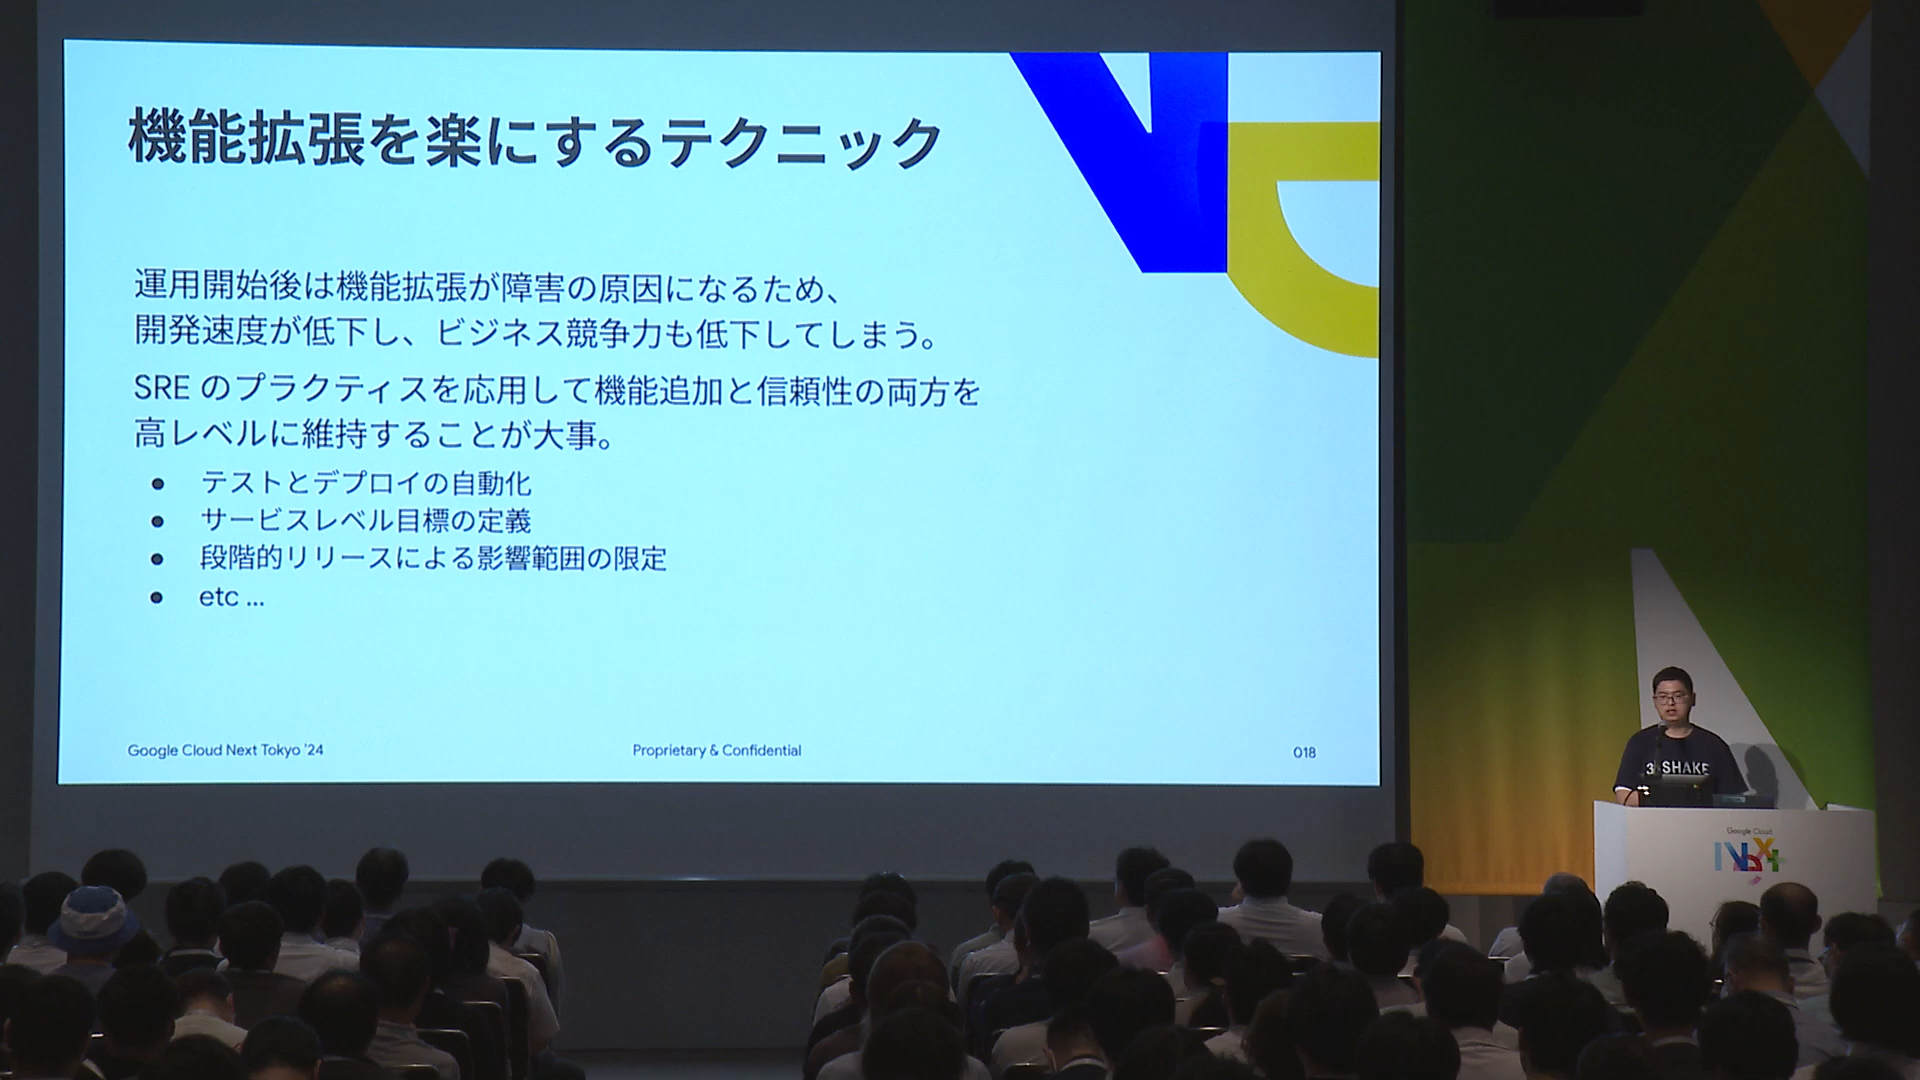 機能拡張を楽にするテクニック
運用開始後は機能拡張が障害の原因になるため、
開発速度が低下し、ビジネス競争力も低下してしまう。
SRE のプラクティスを応用して機能追加と信頼性の両方を
高レベルに維持することが大事。
● テストとデプロイの自動化
● サービスレベル目標の定義
● 段階的リリースによる影響範囲の限定
● etc ...
Google Cloud Next Tokyo ’24
Proprietary & Confidential
018
3-SHAKE
Google Cloud
Next